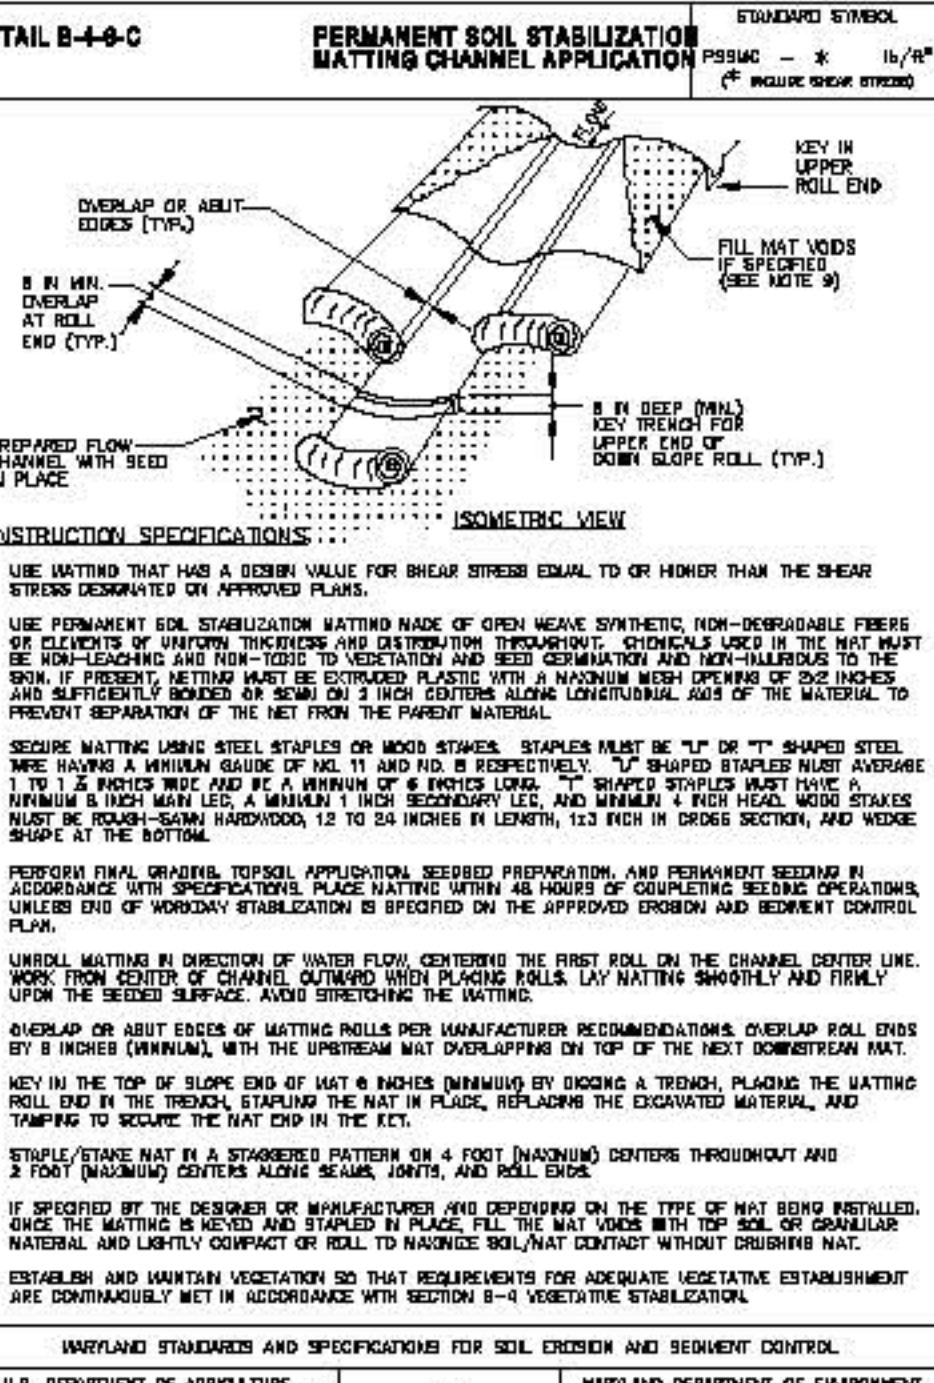 TAIL B-4-6-C
PERMANENT SOIL STABILIZATION
MATTING CHANNEL APPLICATION
STANDARD SYMBOL
PSSMC - * lb/ft²
(* INCLUDE SHEAR STRESS)
FLOW
KEY IN
UPPER
ROLL END
OVERLAP OR ABUT
EDGES (TYP.)
FILL MAT VOIDS
IF SPECIFIED
(SEE NOTE 9)
6 IN MIN.
OVERLAP
AT ROLL
END (TYP.)
6 IN DEEP (MIN.)
KEY TRENCH FOR
UPPER END OF
DOWN SLOPE ROLL (TYP.)
REPARED FLOW
HANNEL WITH SEED
N PLACE
ISOMETRIC VIEW
NSTRUCTION SPECIFICATIONS
USE MATTING THAT HAS A DESIGN VALUE FOR SHEAR STRESS EQUAL TO OR HIGHER THAN THE SHEAR
STRESS DESIGNATED ON APPROVED PLANS.
USE PERMANENT SOIL STABILIZATION MATTING MADE OF OPEN WEAVE SYNTHETIC, NON-DEGRADABLE FIBERS
OR ELEMENTS OF UNIFORM THICKNESS AND DISTRIBUTION THROUGHOUT. CHEMICALS USED IN THE MAT MUST
BE NON-LEACHING AND NON-TOXIC TO VEGETATION AND SEED GERMINATION AND NON-INJURIOUS TO THE
SKIN. IF PRESENT, NETTING MUST BE EXTRUDED PLASTIC WITH A MAXIMUM MESH OPENING OF 2x2 INCHES
AND SUFFICIENTLY BONDED OR SEWN ON 2 INCH CENTERS ALONG LONGITUDINAL AXIS OF THE MATERIAL TO
PREVENT SEPARATION OF THE NET FROM THE PARENT MATERIAL.
SECURE MATTING USING STEEL STAPLES OR WOOD STAKES. STAPLES MUST BE "U" OR "T" SHAPED STEEL
WIRE HAVING A MINIMUM GAUGE OF NO. 11 AND NO. 8 RESPECTIVELY. "U" SHAPED STAPLES MUST AVERAGE
1 TO 1 ½ INCHES WIDE AND BE A MINIMUM OF 6 INCHES LONG. "T" SHAPED STAPLES MUST HAVE A
MINIMUM 8 INCH MAIN LEG, A MINIMUM 1 INCH SECONDARY LEG, AND MINIMUM 4 INCH HEAD. WOOD STAKES
MUST BE ROUGH-SAWN HARDWOOD, 12 TO 24 INCHES IN LENGTH, 1x3 INCH IN CROSS SECTION, AND WEDGE
SHAPE AT THE BOTTOM.
PERFORM FINAL GRADING, TOPSOIL APPLICATION, SEEDBED PREPARATION, AND PERMANENT SEEDING IN
ACCORDANCE WITH SPECIFICATIONS. PLACE MATTING WITHIN 48 HOURS OF COMPLETING SEEDING OPERATIONS,
UNLESS END OF WORKDAY STABILIZATION IS SPECIFIED ON THE APPROVED EROSION AND SEDIMENT CONTROL
PLAN.
UNROLL MATTING IN DIRECTION OF WATER FLOW, CENTERING THE FIRST ROLL ON THE CHANNEL CENTER LINE.
WORK FROM CENTER OF CHANNEL OUTWARD WHEN PLACING ROLLS. LAY MATTING SMOOTHLY AND FIRMLY
UPON THE SEEDED SURFACE. AVOID STRETCHING THE MATTING.
OVERLAP OR ABUT EDGES OF MATTING ROLLS PER MANUFACTURER RECOMMENDATIONS. OVERLAP ROLL ENDS
BY 6 INCHES (MINIMUM), WITH THE UPSTREAM MAT OVERLAPPING ON TOP OF THE NEXT DOWNSTREAM MAT.
KEY IN THE TOP OF SLOPE END OF MAT 6 INCHES (MINIMUM) BY DIGGING A TRENCH, PLACING THE MATTING
ROLL END IN THE TRENCH, STAPLING THE MAT IN PLACE, REPLACING THE EXCAVATED MATERIAL, AND
TAMPING TO SECURE THE MAT END IN THE KEY.
STAPLE/STAKE MAT IN A STAGGERED PATTERN ON 4 FOOT (MAXIMUM) CENTERS THROUGHOUT AND
2 FOOT (MAXIMUM) CENTERS ALONG SEAMS, JOINTS, AND ROLL ENDS.
IF SPECIFIED BY THE DESIGNER OR MANUFACTURER AND DEPENDING ON THE TYPE OF MAT BEING INSTALLED,
ONCE THE MATTING IS KEYED AND STAPLED IN PLACE, FILL THE MAT VOIDS WITH TOP SOIL OR GRANULAR
MATERIAL AND LIGHTLY COMPACT OR ROLL TO MAXIMIZE SOIL/MAT CONTACT WITHOUT CRUSHING MAT.
ESTABLISH AND MAINTAIN VEGETATION SO THAT REQUIREMENTS FOR ADEQUATE VEGETATIVE ESTABLISHMENT
ARE CONTINUOUSLY MET IN ACCORDANCE WITH SECTION B-4 VEGETATIVE STABILIZATION.
MARYLAND STANDARDS AND SPECIFICATIONS FOR SOIL EROSION AND SEDIMENT CONTROL
U.S. DEPARTMENT OF AGRICULTURE
MARYLAND DEPARTMENT OF ENVIRONMENT